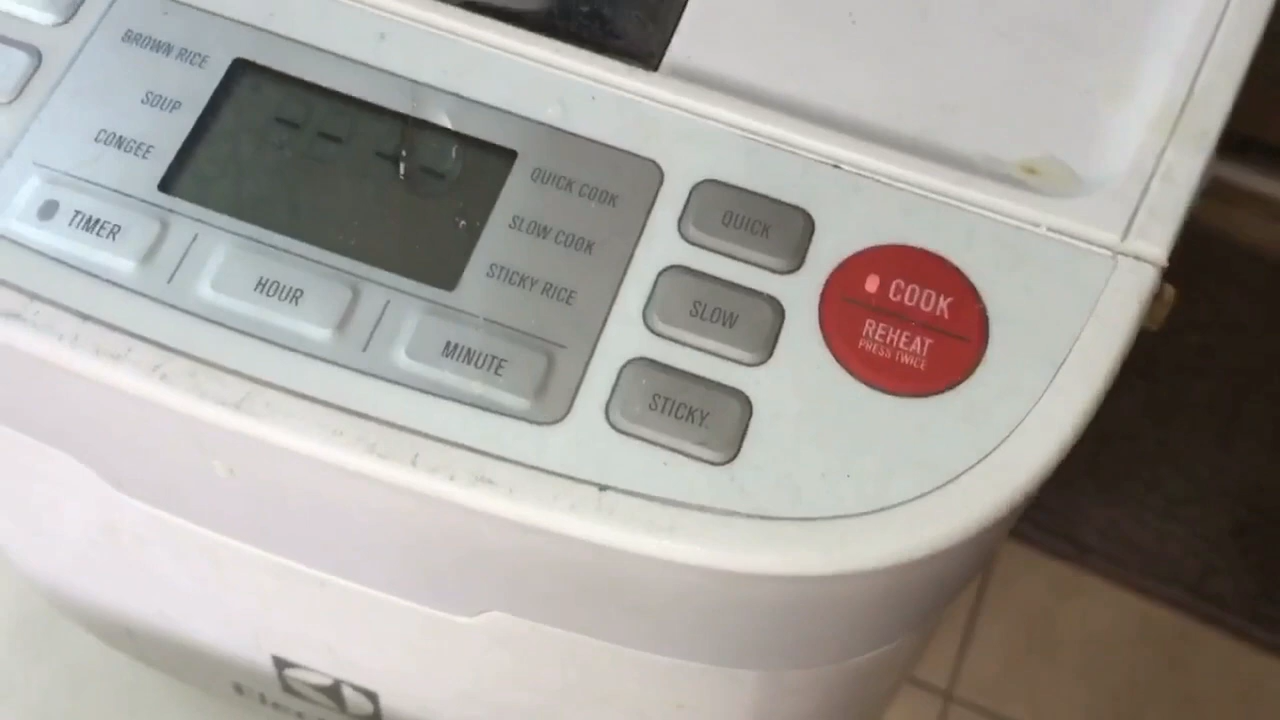 BROWN RICE
SOUP
CONGEE
QUICK COOK
SLOW COOK
STICKY RICE
TIMER
HOUR
MINUTE
QUICK
SLOW
STICKY
COOK
REHEAT
PRESS TWICE